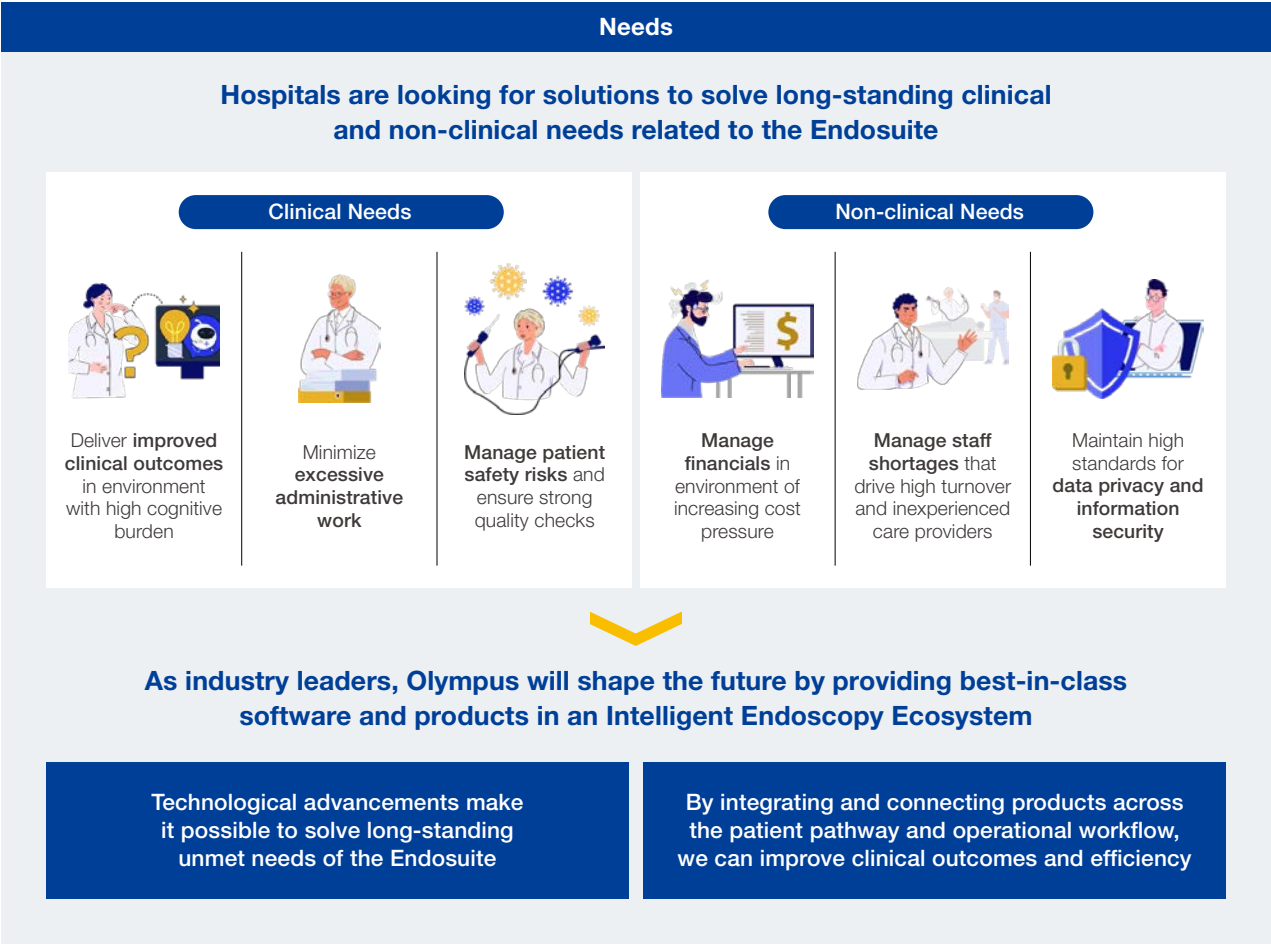 Needs
Hospitals are looking for solutions to solve long-standing clinical
and non-clinical needs related to the Endosuite
Clinical Needs
Deliver improved
clinical outcomes
in environment
with high cognitive
burden
Minimize
excessive
administrative
work
Manage patient
safety risks and
ensure strong
quality checks
Non-clinical Needs
Manage
financials in
environment of
increasing cost
pressure
Manage staff
shortages that
drive high turnover
and inexperienced
care providers
Maintain high
standards for
data privacy and
information
security
As industry leaders, Olympus will shape the future by providing best-in-class
software and products in an Intelligent Endoscopy Ecosystem
Technological advancements make
it possible to solve long-standing
unmet needs of the Endosuite
By integrating and connecting products across
the patient pathway and operational workflow,
we can improve clinical outcomes and efficiency